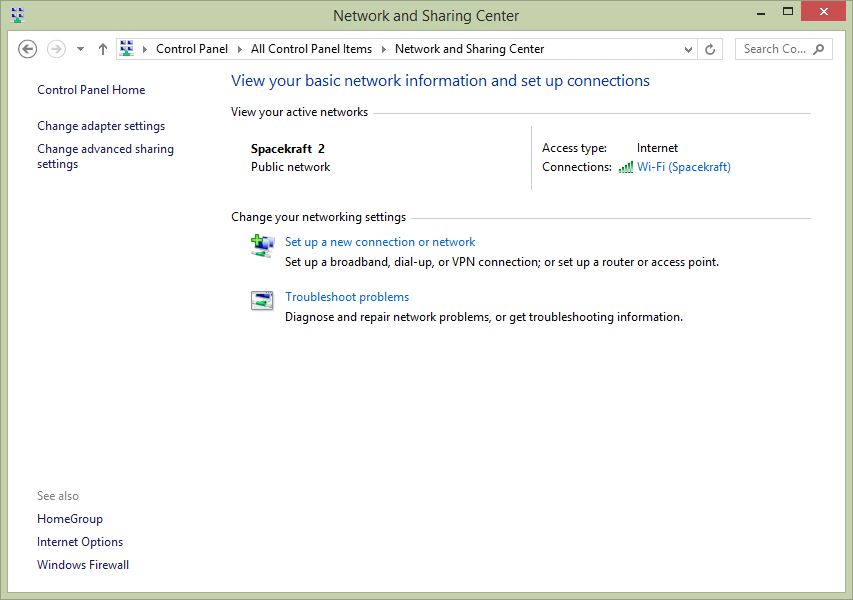 Network and Sharing Center
Control Panel All Control Panel Items Network and Sharing Center
Search Co...
Control Panel Home
Change adapter settings
Change advanced sharing
settings
View your basic network information and set up connections
View your active networks
Spacekraft 2
Public network
Access type: Internet
Connections: Wi-Fi (Spacekraft)
Change your networking settings
Set up a new connection or network
Set up a broadband, dial-up, or VPN connection; or set up a router or access point.
Troubleshoot problems
Diagnose and repair network problems, or get troubleshooting information.
See also
HomeGroup
Internet Options
Windows Firewall